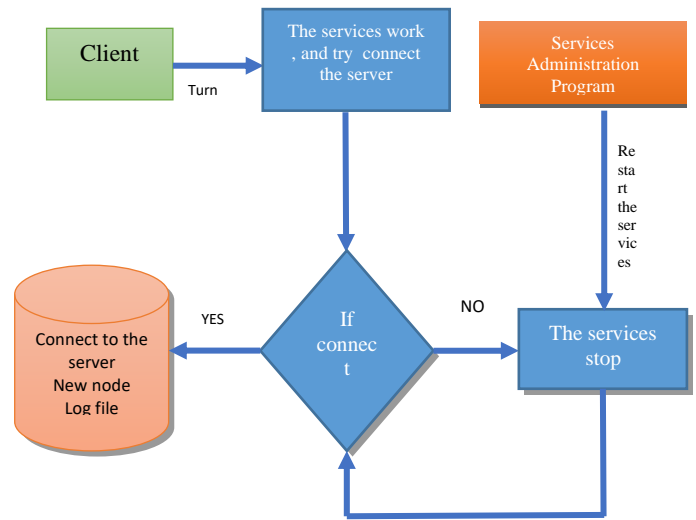 Client
Turn
The services work
, and try connect
the server
Services
Administration
Program
Re
sta
rt
the
ser
vic
es
YES
If
connec
t
NO
The services
stop
Connect to the
server
New node
Log file